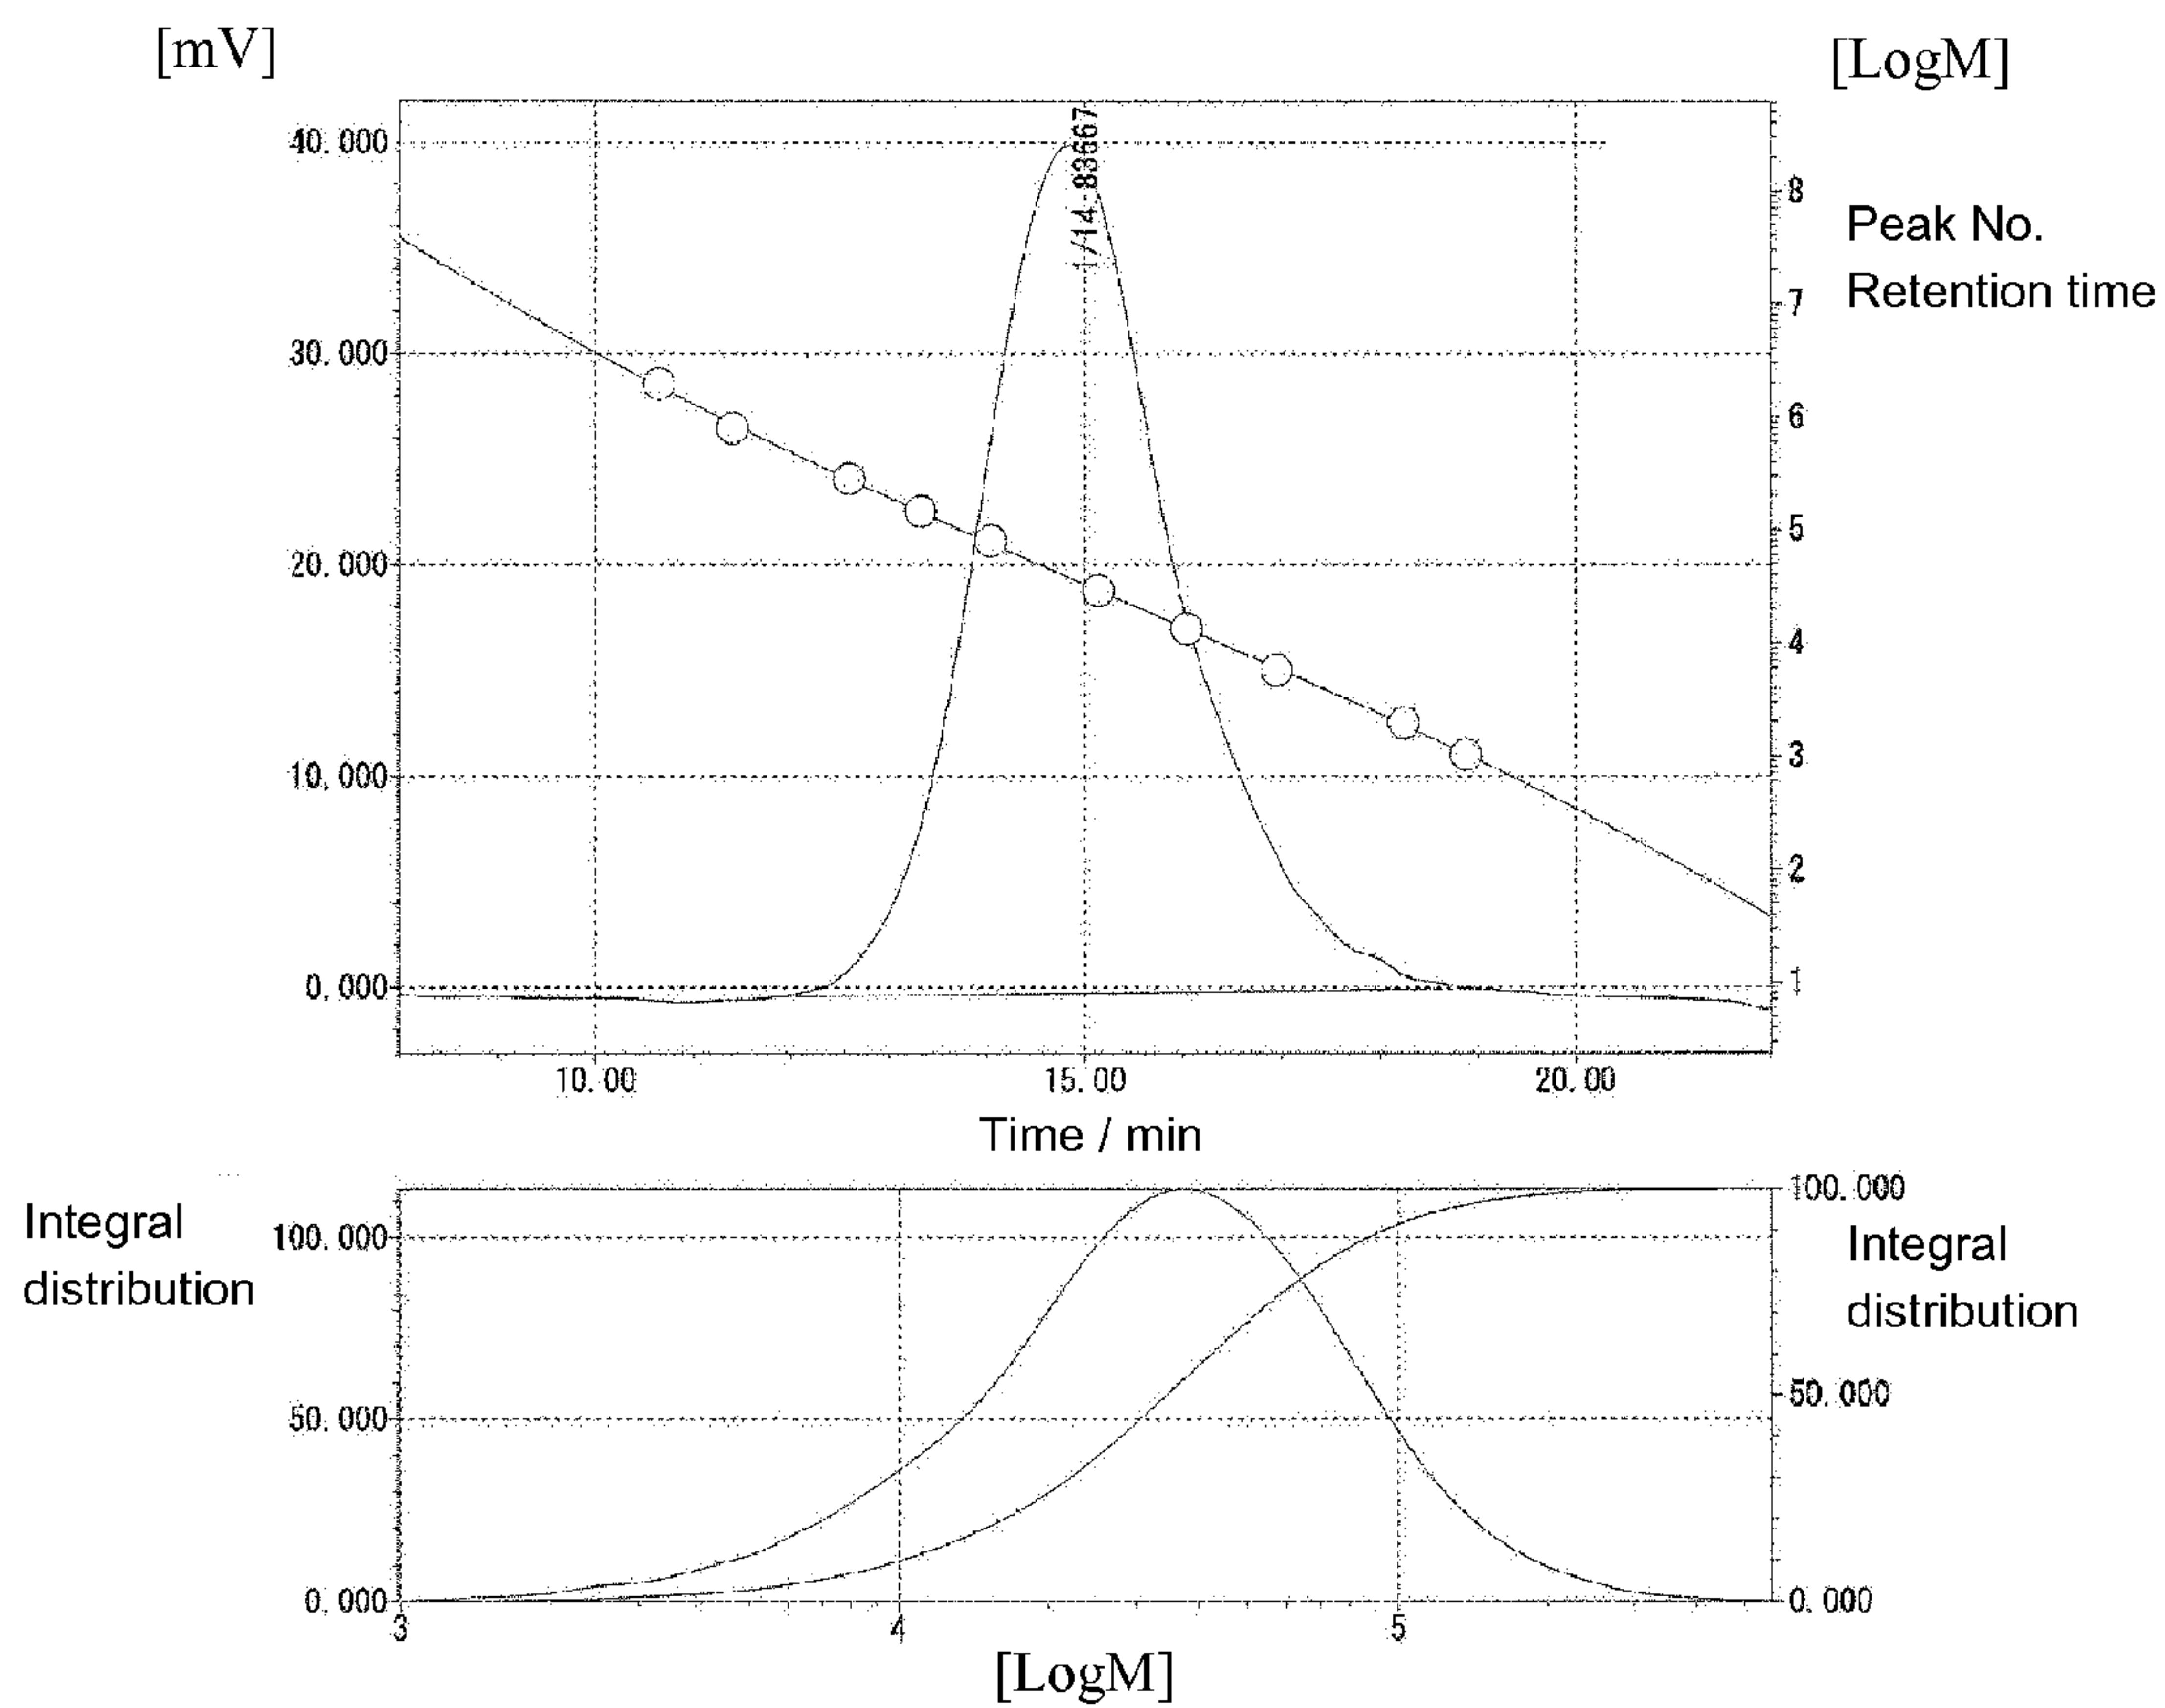 [mV]
[LogM]
40.000
1/14.83667
8
Peak No.
Retention time
7
30.000
6
5
20.000
4
3
10.000
2
0.000
1
10.00 15.00 20.00
Time / min
Integral
distribution
100.000
50.000
0.000
100.000
Integral
distribution
50.000
0.000
3 4 5
[LogM]